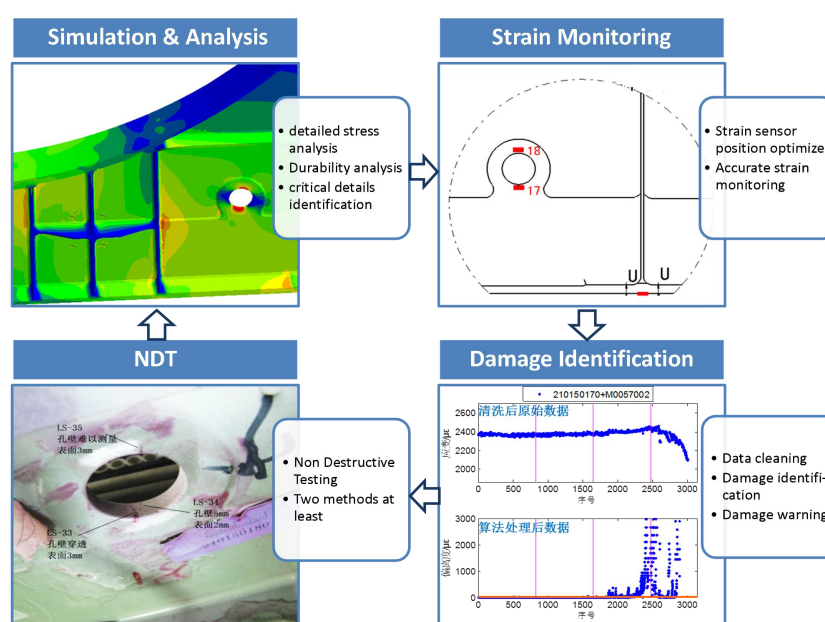 Simulation & Analysis
• detailed stress
analysis
• Durability analysis
• critical details
identification
Strain Monitoring
18
17
U U
• Strain sensor
position optimize
• Accurate strain
monitoring
NDT
LS-35
孔壁难以测量
表面3mm
LS-34
孔壁5mm
表面2mm
LS-33
孔壁穿透
表面3mm
• Non Destructive
Testing
• Two methods at
least
Damage Identification
210150170+M0057002
清洗后原始数据
应变/με
2600
2400
2200
2000
0 500 1000 1500 2000 2500 3000
序号
算法处理后数据
偏离度/με
3000
2000
1000
0
0 500 1000 1500 2000 2500 3000
序号
• Data cleaning
• Damage identifi-
cation
• Damage warning